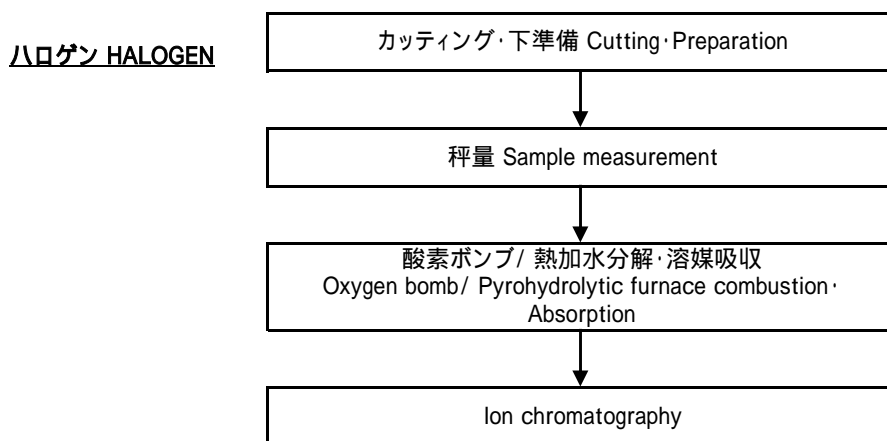 ハロゲン HALOGEN
カッティング･下準備 Cutting･Preparation
秤量 Sample measurement
酸素ボンブ/ 熱加水分解･溶媒吸収
Oxygen bomb/ Pyrohydrolytic furnace combustion･
Absorption
Ion chromatography